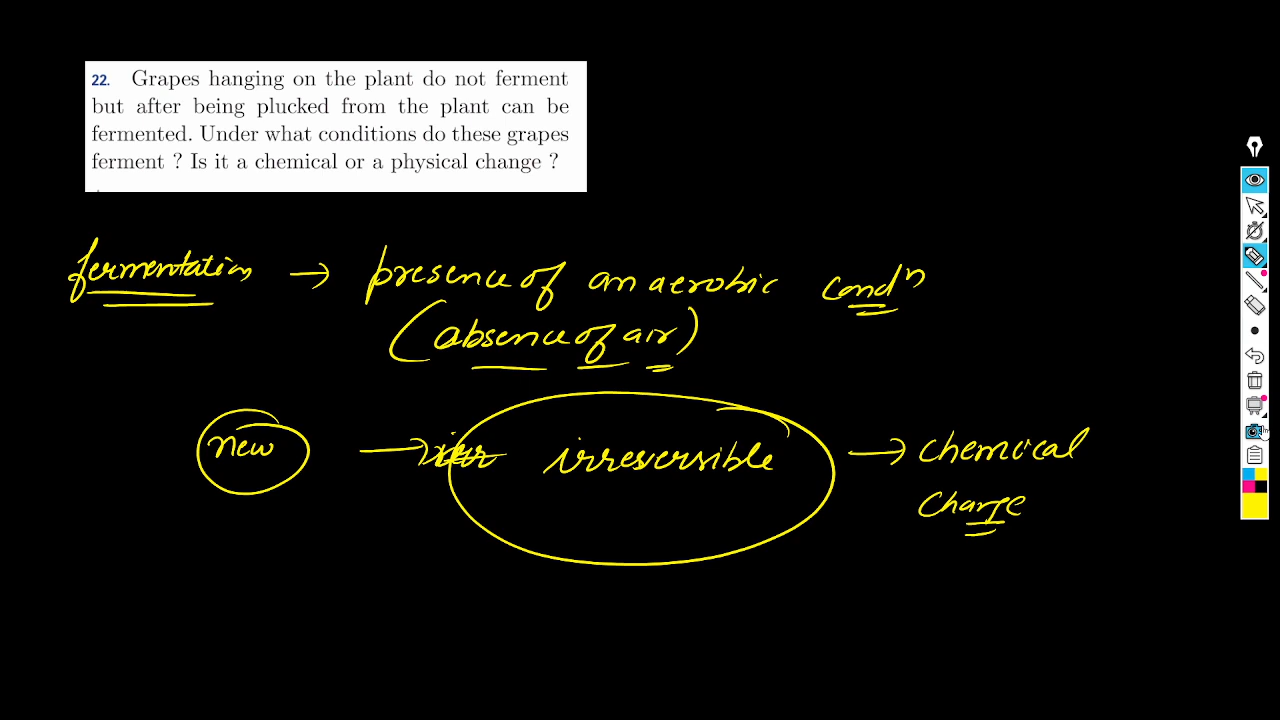 22. Grapes hanging on the plant do not ferment
but after being plucked from the plant can be
fermented. Under what conditions do these grapes
ferment ? Is it a chemical or a physical change ?
fermentation → presence of anaerobic condⁿ
(absence of air)
new → irreversible → chemical
change